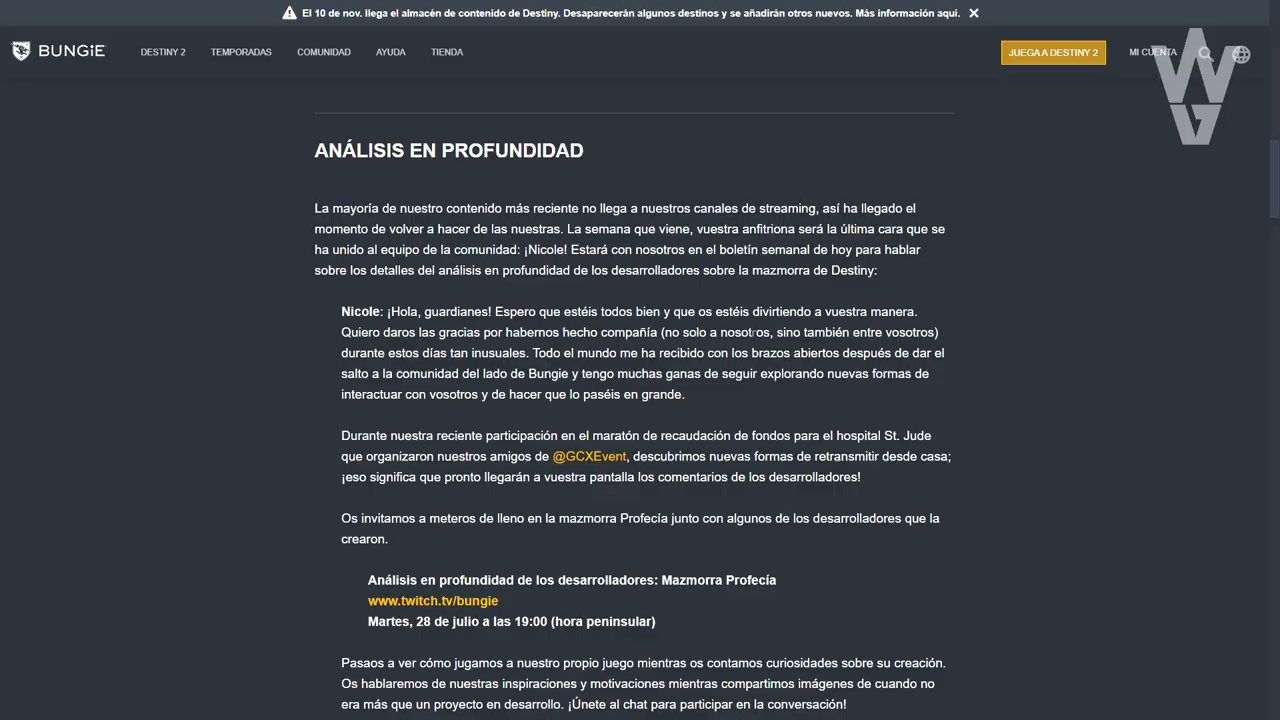 El 10 de nov. llega el almacén de contenido de Destiny. Desaparecerán algunos destinos y se añadirán otros nuevos. Más información aquí.
BUNGiE
DESTINY 2
TEMPORADAS
COMUNIDAD
AYUDA
TIENDA
JUEGA A DESTINY 2
MI CUENTA
ANÁLISIS EN PROFUNDIDAD
La mayoría de nuestro contenido más reciente no llega a nuestros canales de streaming, así ha llegado el
momento de volver a hacer de las nuestras. La semana que viene, vuestra anfitriona será la última cara que se
ha unido al equipo de la comunidad: ¡Nicole! Estará con nosotros en el boletín semanal de hoy para hablar
sobre los detalles del análisis en profundidad de los desarrolladores sobre la mazmorra de Destiny:
Nicole: ¡Hola, guardianes! Espero que estéis todos bien y que os estéis divirtiendo a vuestra manera.
Quiero daros las gracias por habernos hecho compañía (no solo a nosotros, sino también entre vosotros)
durante estos días tan inusuales. Todo el mundo me ha recibido con los brazos abiertos después de dar el
salto a la comunidad del lado de Bungie y tengo muchas ganas de seguir explorando nuevas formas de
interactuar con vosotros y de hacer que lo paséis en grande.
Durante nuestra reciente participación en el maratón de recaudación de fondos para el hospital St. Jude
que organizaron nuestros amigos de @GCXEvent, descubrimos nuevas formas de retransmitir desde casa;
¡eso significa que pronto llegarán a vuestra pantalla los comentarios de los desarrolladores!
Os invitamos a meteros de lleno en la mazmorra Profecía junto con algunos de los desarrolladores que la
crearon.
Análisis en profundidad de los desarrolladores: Mazmorra Profecía
www.twitch.tv/bungie
Martes, 28 de julio a las 19:00 (hora peninsular)
Pasaos a ver cómo jugamos a nuestro propio juego mientras os contamos curiosidades sobre su creación.
Os hablaremos de nuestras inspiraciones y motivaciones mientras compartimos imágenes de cuando no
era más que un proyecto en desarrollo. ¡Únete al chat para participar en la conversación!